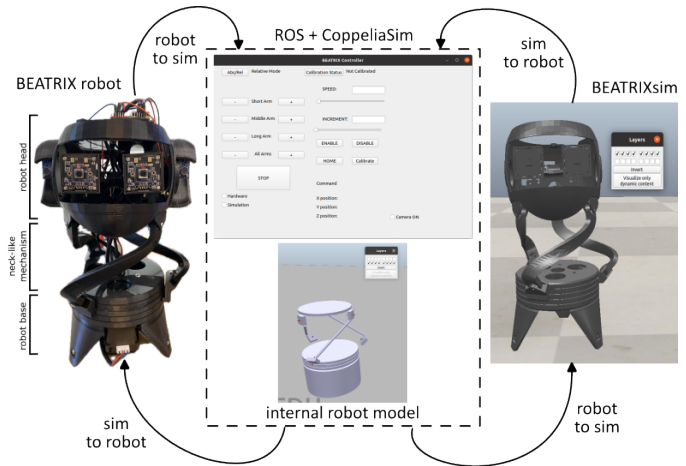 ROS + CoppeliaSim
robot
to sim
sim
to robot
BEATRIX robot
BEATRIXsim
robot head
neck-like
mechanism
robot base
BEATRIX Controller
Abs/Rel Relative Mode
Calibration Status: Not Calibrated
SPEED:
- Short Arm +
- Middle Arm +
INCREMENT:
- Long Arm +
ENABLE DISABLE
- All Arms +
HOME Calibrate
STOP
Command
Hardware
Simulation
X position:
Y position:
Z position:
Camera ON
Layers
Invert
Layers
Invert
Visualize only
dynamic content
EDU
internal robot model
sim
to robot
robot
to sim